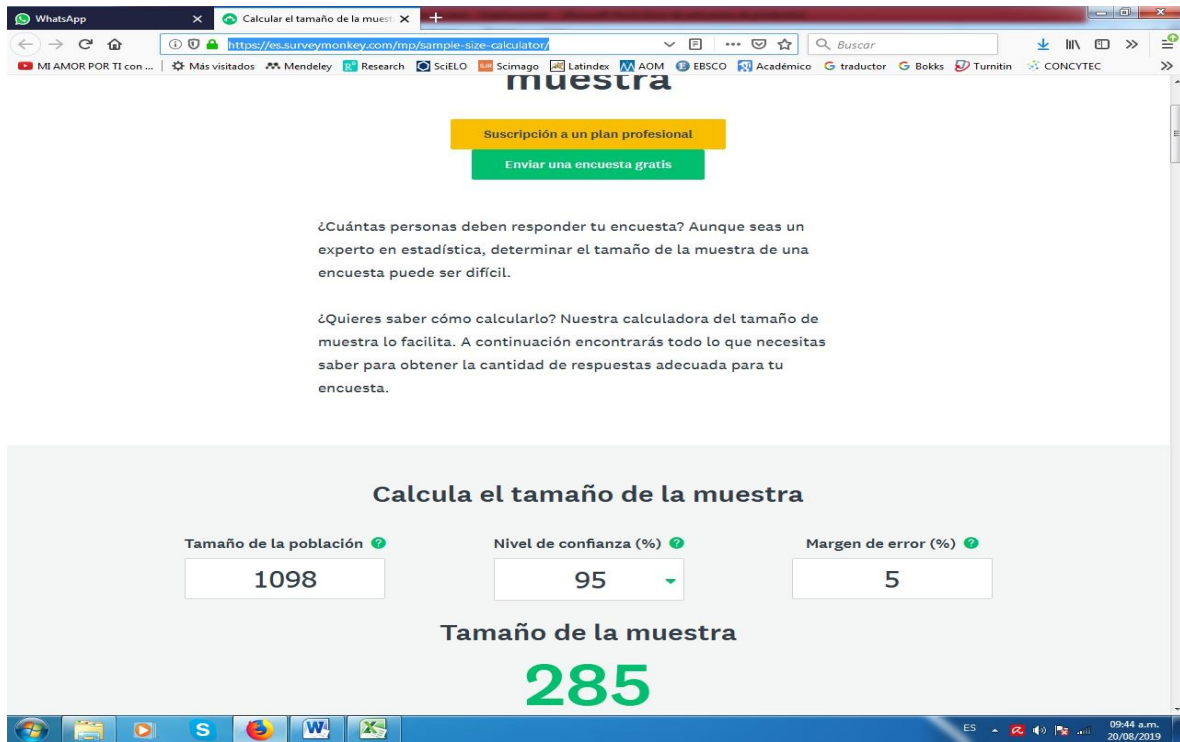 WhatsApp
Calcular el tamaño de la muest
https://es.surveymonkey.com/mp/sample-size-calculator/
Buscar
MI AMOR POR TI con ...
Más visitados
Mendeley
Research
SciELO
Scimago
Latindex
AOM
EBSCO
Académico
traductor
Bokks
Turnitin
CONCYTEC
muestra
Suscripción a un plan profesional
Enviar una encuesta gratis
¿Cuántas personas deben responder tu encuesta? Aunque seas un
experto en estadística, determinar el tamaño de la muestra de una
encuesta puede ser difícil.
¿Quieres saber cómo calcularlo? Nuestra calculadora del tamaño de
muestra lo facilita. A continuación encontrarás todo lo que necesitas
saber para obtener la cantidad de respuestas adecuada para tu
encuesta.
Calcula el tamaño de la muestra
Tamaño de la población
Nivel de confianza (%)
Margen de error (%)
1098
95
5
Tamaño de la muestra
285
ES
09:44 a.m.
20/08/2019